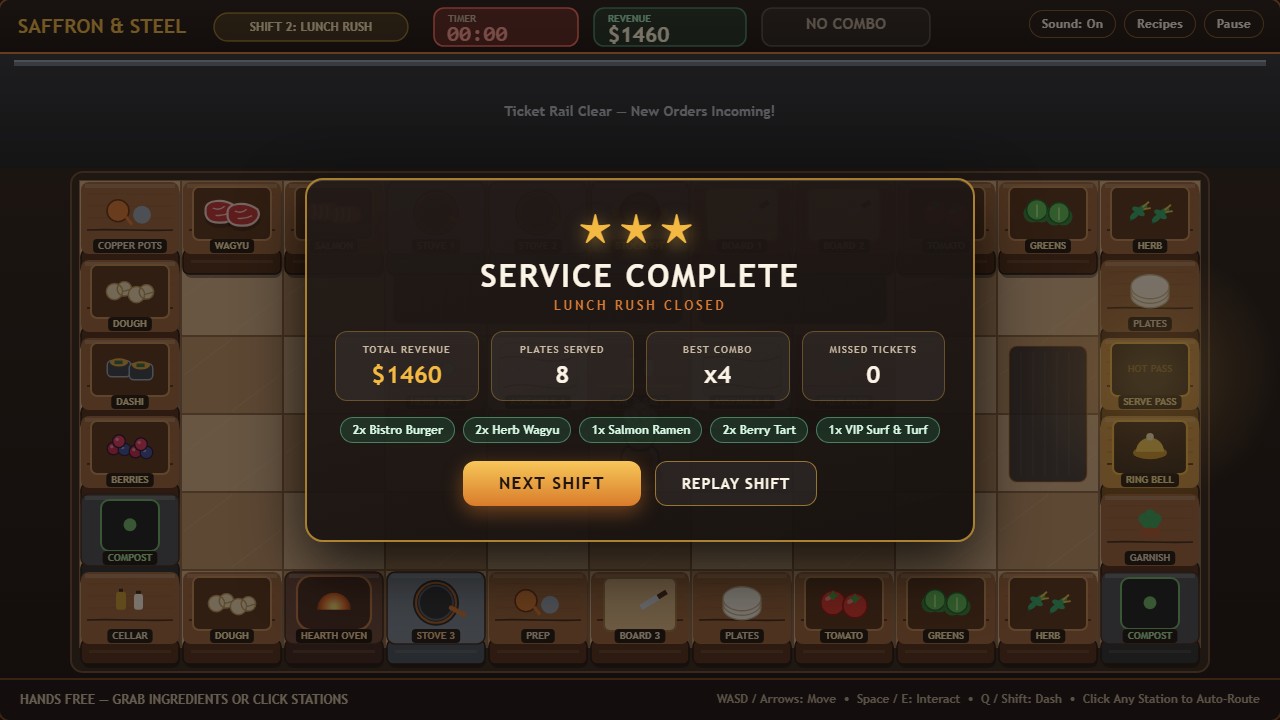 SAFFRON & STEEL
SHIFT 2: LUNCH RUSH
TIMER
00:00
REVENUE
$1460
NO COMBO
Sound: On
Recipes
Pause
Ticket Rail Clear — New Orders Incoming!
COPPER POTS
WAGYU
TOMATO
GREENS
HERB
DOUGH
PLATES
DASHI
HOT PASS
SERVE PASS
BERRIES
RING BELL
COMPOST
GARNISH
★ ★ ★
SERVICE COMPLETE
LUNCH RUSH CLOSED
TOTAL REVENUE
$1460
PLATES SERVED
8
BEST COMBO
x4
MISSED TICKETS
0
2x Bistro Burger
2x Herb Wagyu
1x Salmon Ramen
2x Berry Tart
1x VIP Surf & Turf
NEXT SHIFT
REPLAY SHIFT
CELLAR
DOUGH
HEARTH OVEN
STOVE 3
PREP
BOARD 3
PLATES
TOMATO
GREENS
HERB
COMPOST
HANDS FREE — GRAB INGREDIENTS OR CLICK STATIONS
WASD / Arrows: Move • Space / E: Interact • Q / Shift: Dash • Click Any Station to Auto-Route